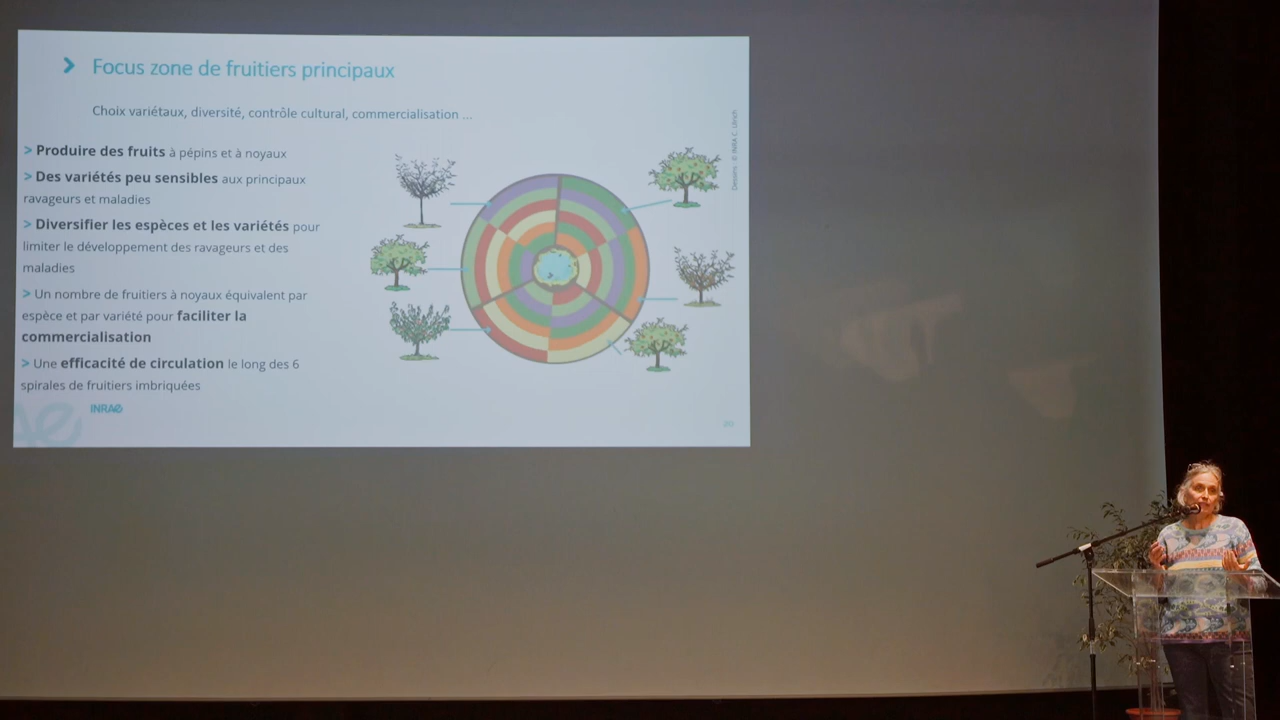 Focus zone de fruitiers principaux
Choix variétaux, diversité, contrôle cultural, commercialisation ...
> Produire des fruits à pépins et à noyaux
> Des variétés peu sensibles aux principaux
ravageurs et maladies
> Diversifier les espèces et les variétés pour
limiter le développement des ravageurs et des
maladies
> Un nombre de fruitiers à noyaux équivalent par
espèce et par variété pour faciliter la
commercialisation
> Une efficacité de circulation le long des 6
spirales de fruitiers imbriquées
INRAE
Dessins : © INRA C. Ulrich